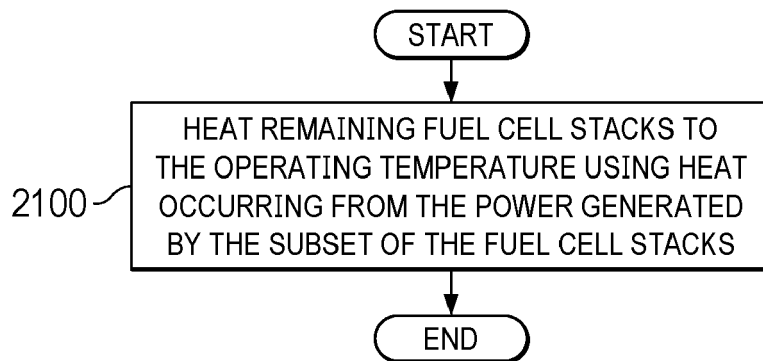 START
HEAT REMAINING FUEL CELL STACKS TO
THE OPERATING TEMPERATURE USING HEAT
2100
OCCURRING FROM THE POWER GENERATED
BY THE SUBSET OF THE FUEL CELL STACKS
END